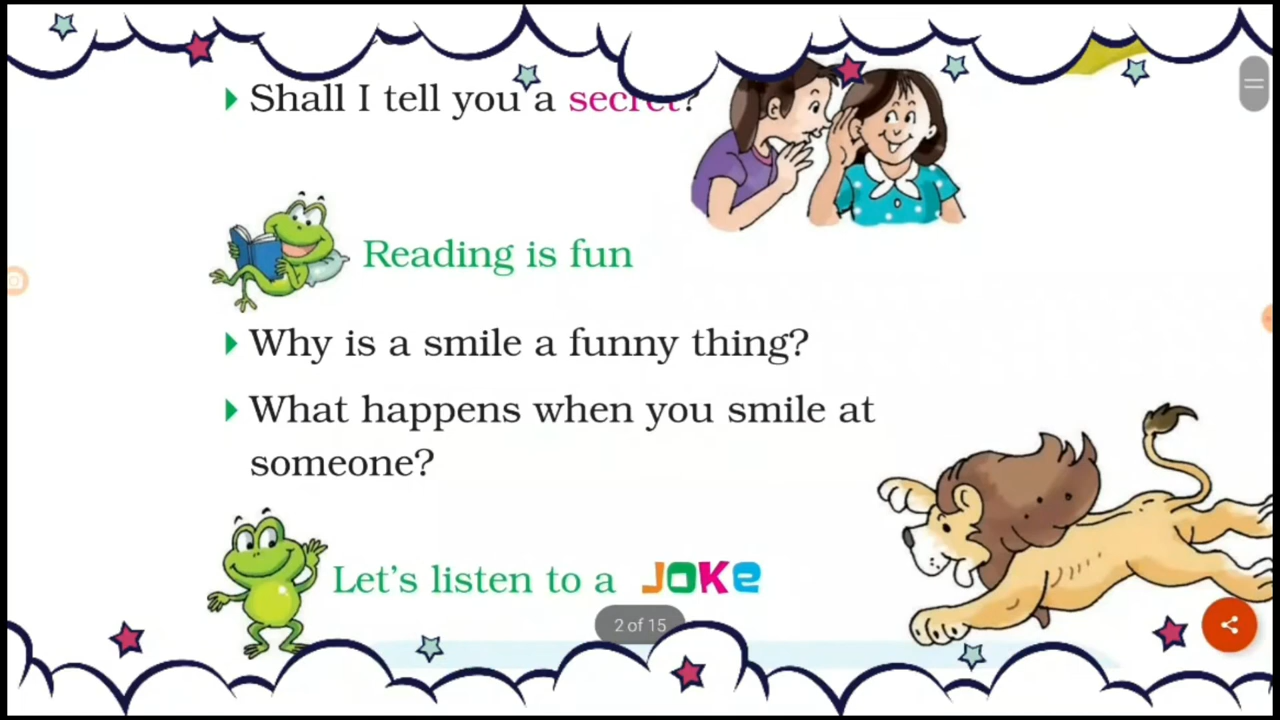 Shall I tell you a secret?
Reading is fun
Why is a smile a funny thing?
What happens when you smile at
someone?
Let's listen to a JOKe
2 of 15